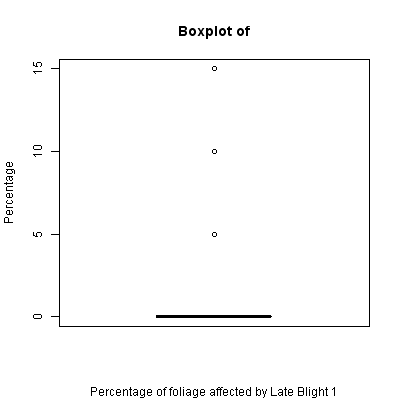 Boxplot of
Percentage
15
10
5
0
Percentage of foliage affected by Late Blight 1